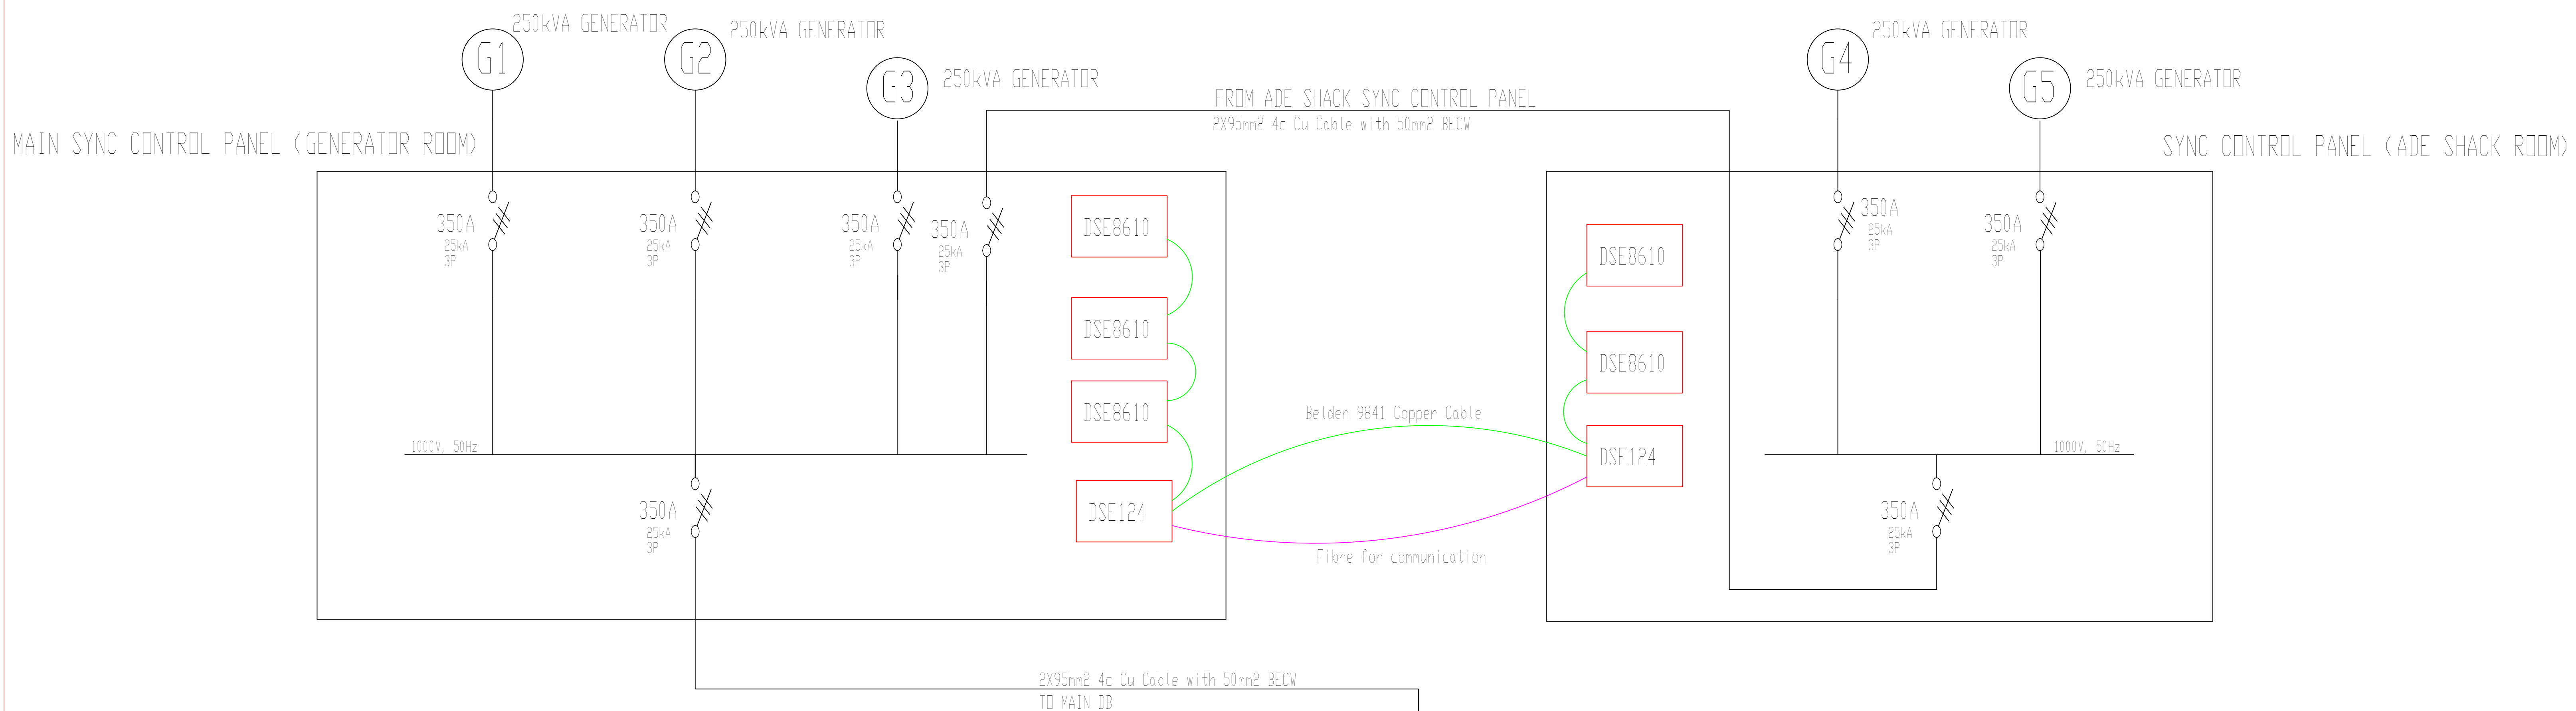 250kVA GENERATOR
G1
250kVA GENERATOR
G2
250kVA GENERATOR
G3
250kVA GENERATOR
G4
250kVA GENERATOR
G5
FROM ADE SHACK SYNC CONTROL PANEL
2X95mm2 4c Cu Cable with 50mm2 BECW
MAIN SYNC CONTROL PANEL (GENERATOR ROOM)
SYNC CONTROL PANEL (ADE SHACK ROOM)
350A
25kA
3P
350A
25kA
3P
350A
25kA
3P
350A
25kA
3P
DSE8610
DSE8610
DSE8610
DSE124
1000V, 50Hz
350A
25kA
3P
Belden 9841 Copper Cable
Fibre for communication
DSE8610
DSE8610
DSE124
350A
25kA
3P
350A
25kA
3P
1000V, 50Hz
350A
25kA
3P
2X95mm2 4c Cu Cable with 50mm2 BECW
TO MAIN DB